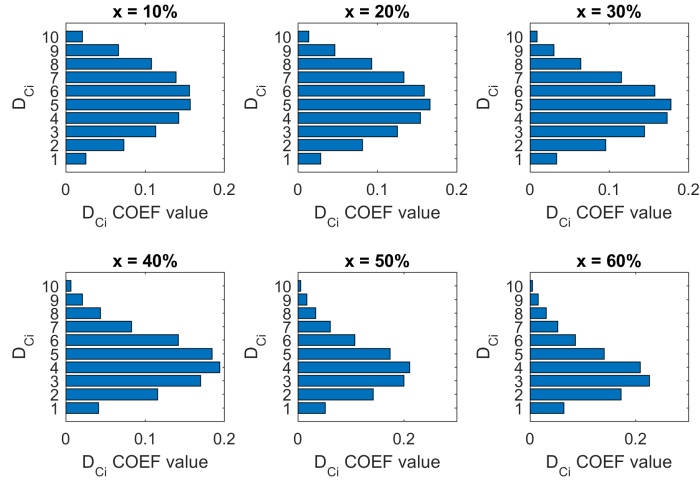 x = 10%
10
9
8
7
6
5
4
3
2
1
D_Ci
0 0.1 0.2
D_Ci COEF value
x = 20%
10
9
8
7
6
5
4
3
2
1
D_Ci
0 0.1 0.2
D_Ci COEF value
x = 30%
10
9
8
7
6
5
4
3
2
1
D_Ci
0 0.1 0.2
D_Ci COEF value
x = 40%
10
9
8
7
6
5
4
3
2
1
D_Ci
0 0.1 0.2
D_Ci COEF value
x = 50%
10
9
8
7
6
5
4
3
2
1
D_Ci
0 0.2
D_Ci COEF value
x = 60%
10
9
8
7
6
5
4
3
2
1
D_Ci
0 0.2
D_Ci COEF value